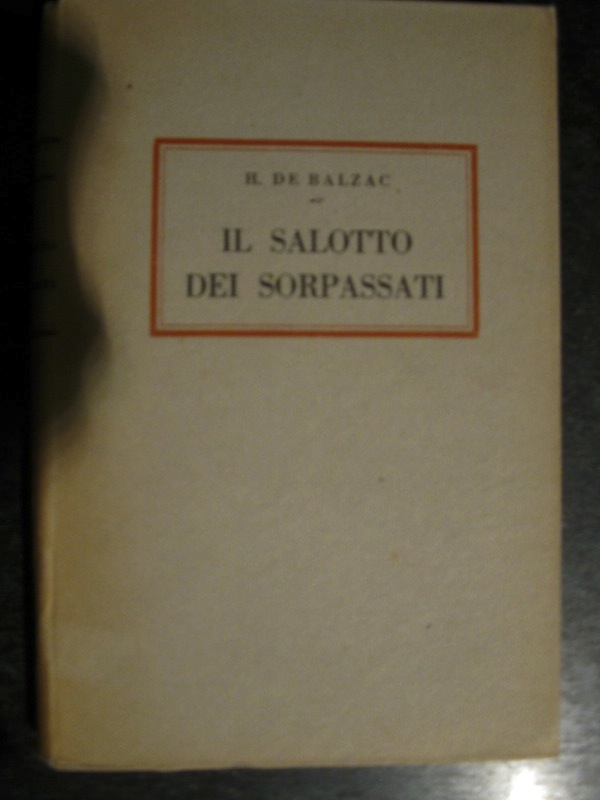 H. DE BALZAC
IL SALOTTO
DEI SORPASSATI